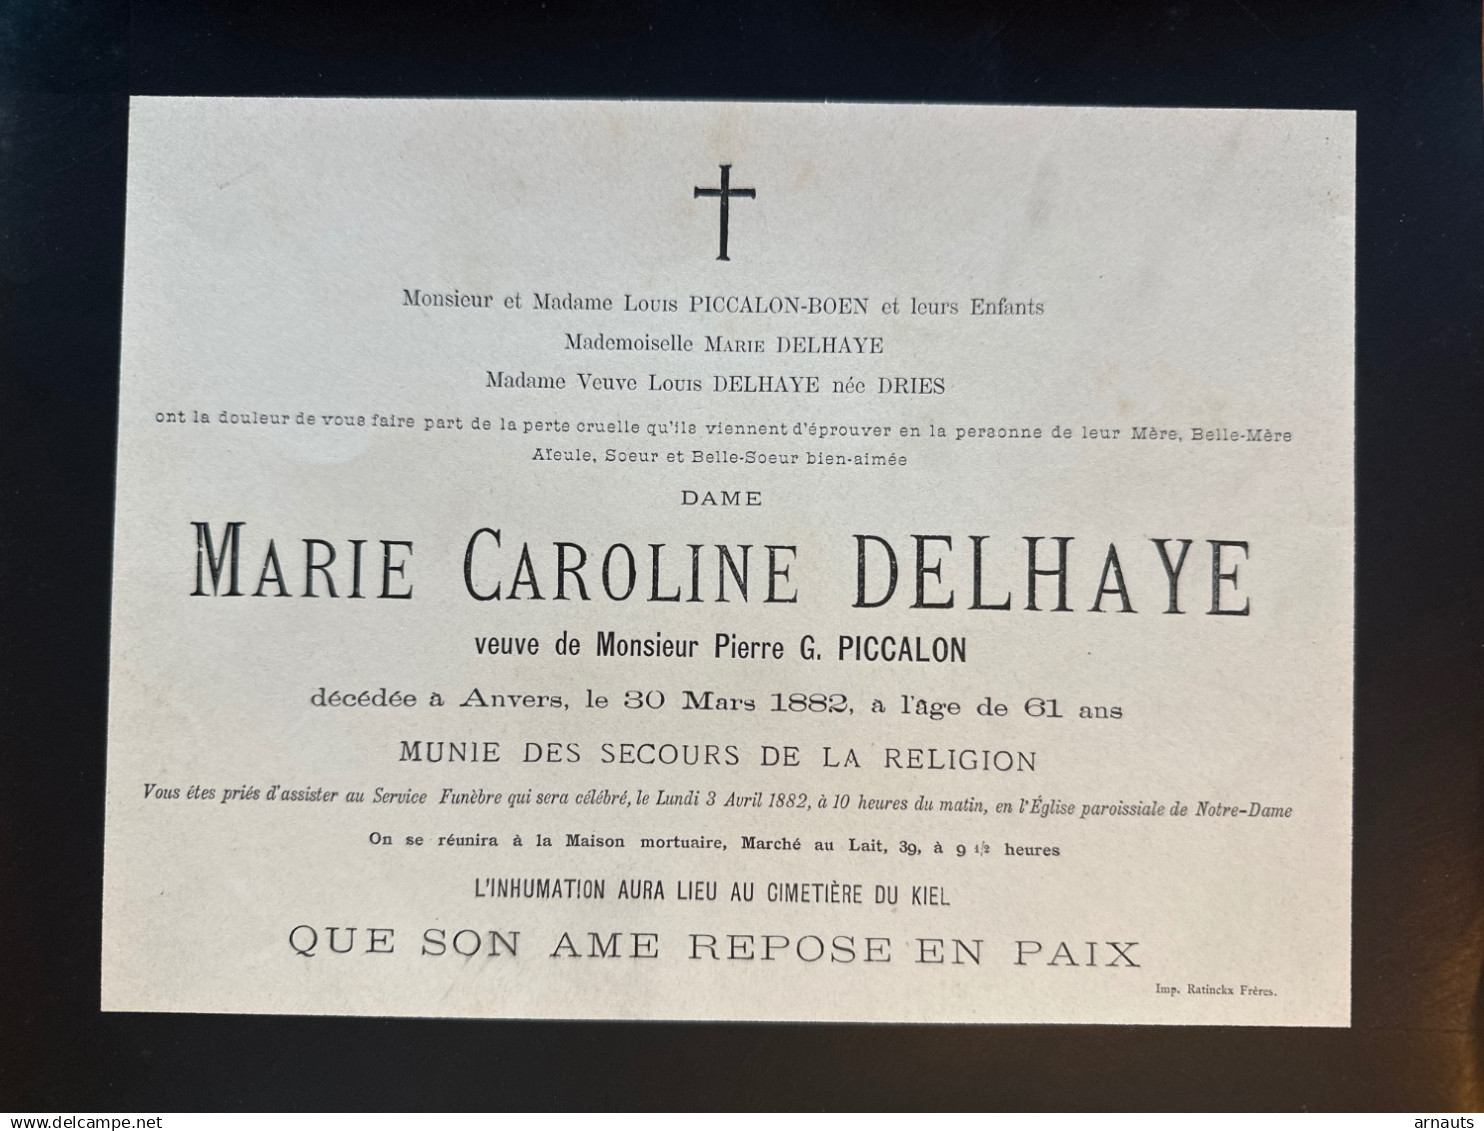 Monsieur et Madame Louis PICCALON-BOEN et leurs Enfants
Mademoiselle Marie DELHAYE
Madame Veuve Louis DELHAYE née DRIES
ont la douleur de vous faire part de la perte cruelle qu'ils viennent d'éprouver en la personne de leur Mère, Belle-Mère
Aïeule, Soeur et Belle-Soeur bien-aimée
DAME
MARIE CAROLINE DELHAYE
veuve de Monsieur Pierre G. PICCALON
décédée à Anvers, le 30 Mars 1882, à l'âge de 61 ans
MUNIE DES SECOURS DE LA RELIGION
Vous êtes priés d'assister au Service Funèbre qui sera célébré, le Lundi 3 Avril 1882, à 10 heures du matin, en l'Église paroissiale de Notre-Dame
On se réunira à la Maison mortuaire, Marché au Lait, 39, à 9 1/2 heures
L'INHUMATION AURA LIEU AU CIMETIÈRE DU KIEL
QUE SON AME REPOSE EN PAIX
Imp. Ratinckx Frères.
www.delcampe.net
arnauts